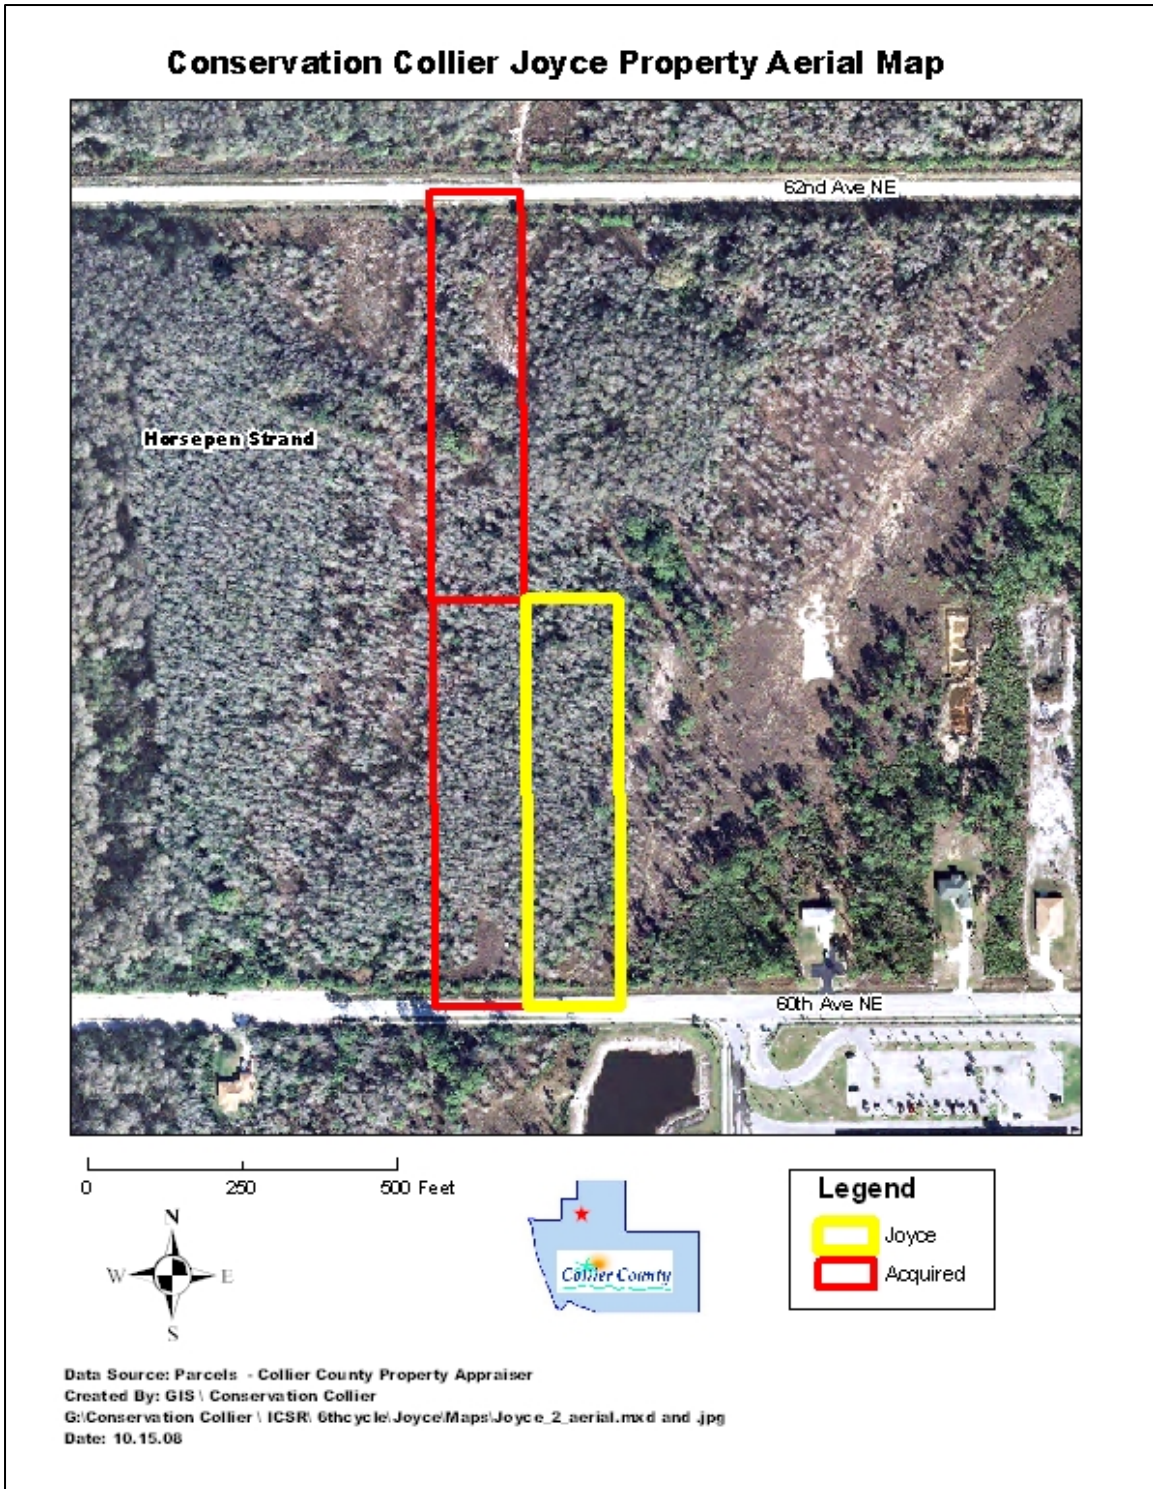 Conservation Collier Joyce Property Aerial Map
62nd Ave NE
Horsepen Strand
60th Ave NE
0 250 500 Feet
N
W E
S
Collier County
Legend
Joyce
Acquired
Data Source: Parcels - Collier County Property Appraiser
Created By: GIS \ Conservation Collier
G:\Conservation Collier \ ICSR\ 6thcycle\Joyce\Maps\Joyce_2_aerial.mxd and .jpg
Date: 10.15.08